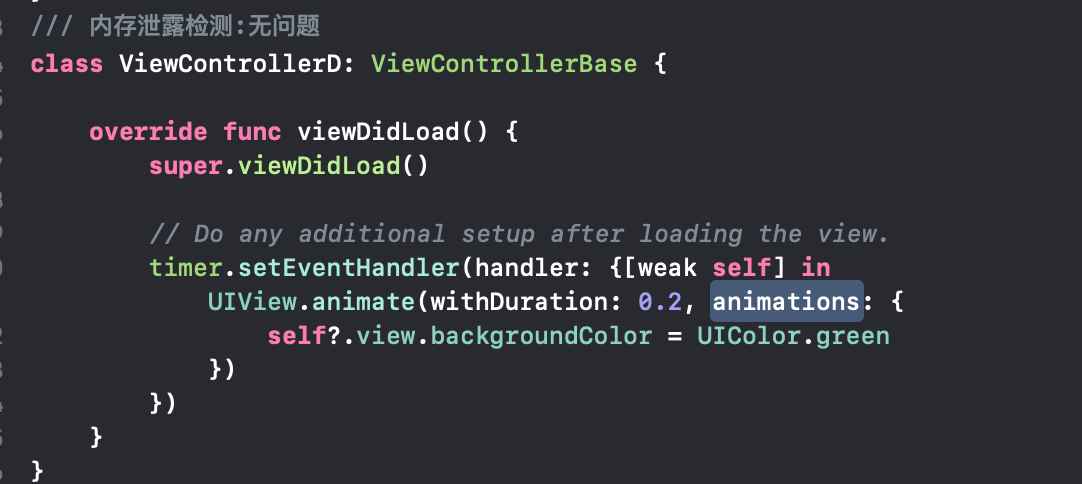 /// 内存泄露检测:无问题
class ViewControllerD: ViewControllerBase {
override func viewDidLoad() {
super.viewDidLoad()
// Do any additional setup after loading the view.
timer.setEventHandler(handler: {[weak self] in
UIView.animate(withDuration: 0.2, animations: {
self?.view.backgroundColor = UIColor.green
})
})
}
}